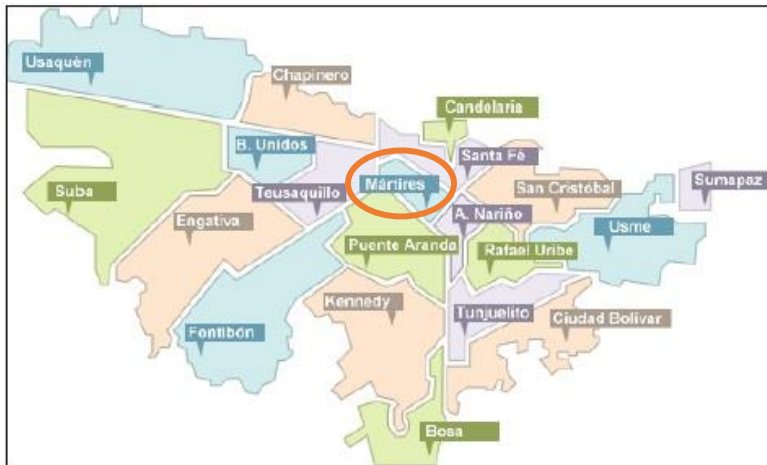 Usaquén
Chapinero
Candelaria
B. Unidos
Santa Fé
Suba
Teusaquillo
Mártires
San Cristóbal
Sumapaz
Engativa
A. Nariño
Usme
Puente Aranda
Rafael Uribe
Kennedy
Tunjuelito
Ciudad Bolivar
Fontibón
Bosa